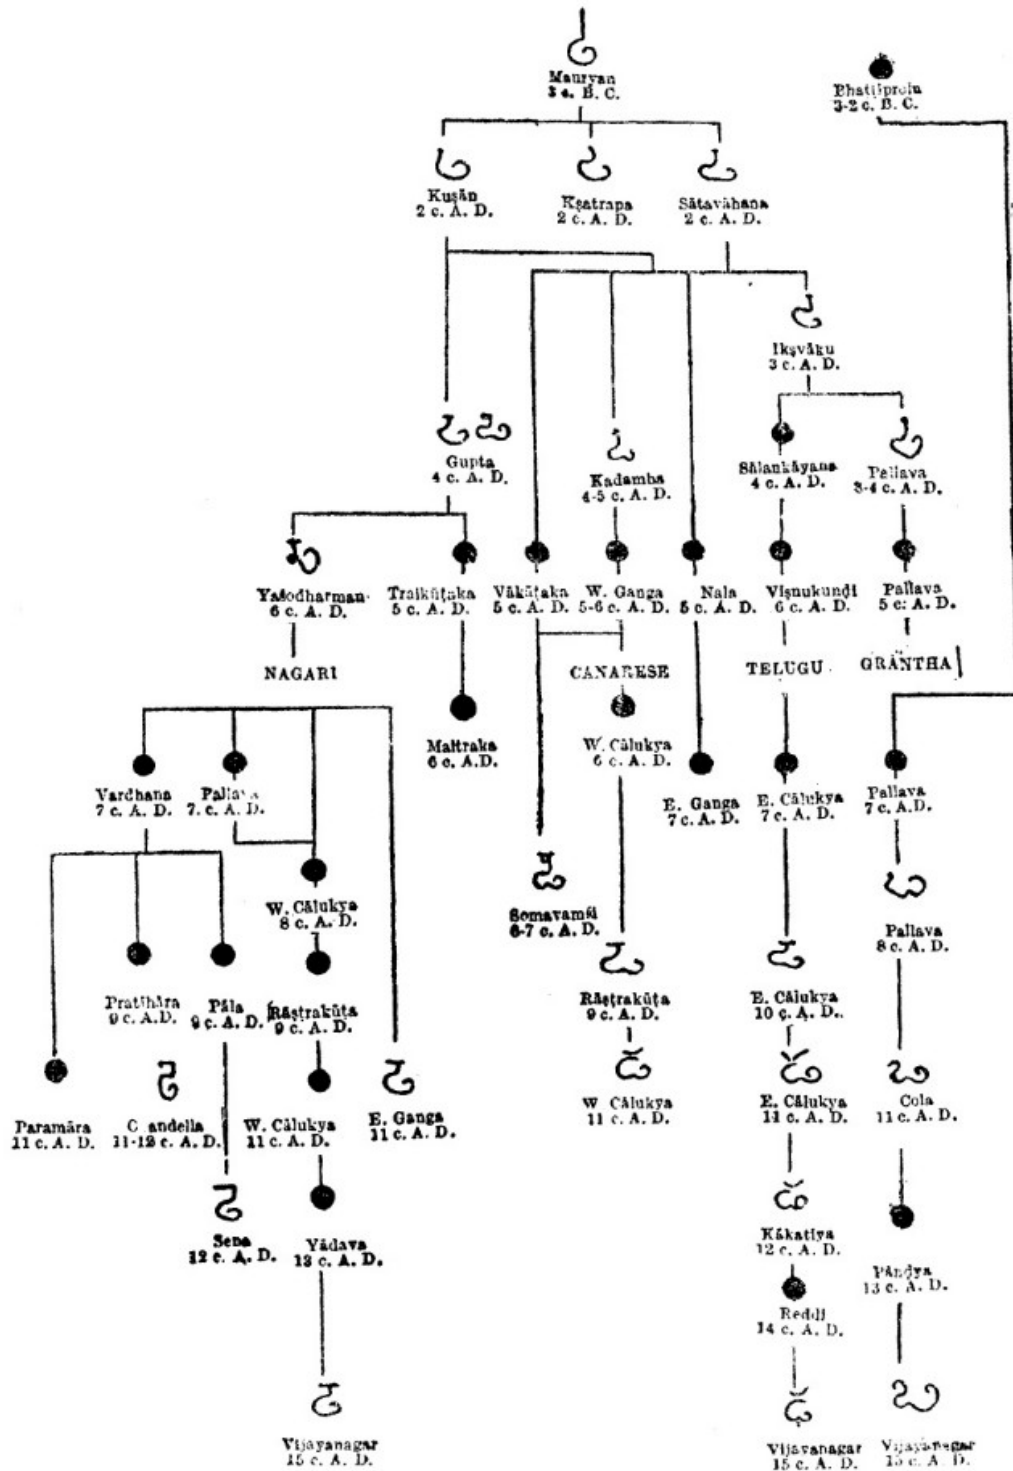 Mauryan
3 c. B. C.
Bhattiprolu
3-2 c. B. C.
Kuṣān
2 c. A. D.
Kṣatrapa
2 c. A. D.
Sātavāhana
2 c. A. D.
Ikṣvāku
3 c. A. D.
Gupta
4 c. A. D.
Kadamba
4-5 c. A. D.
Sālankāyana
4 c. A. D.
Pallava
3-4 c. A. D.
Yaśodharman
6 c. A. D.
Traikūṭaka
5 c. A. D.
Vākāṭaka
5 c. A. D.
W. Ganga
5-6 c. A. D.
Nala
5 c. A. D.
Viṣnukunḍi
6 c. A. D.
Pallava
5 c. A. D.
NAGARI
CANARESE
TELUGU
GRANTHA
Maitraka
6 c. A.D.
W. Cālukya
6 c. A. D.
Vardhana
7 c. A. D.
Pallava
7. c. A. D.
E. Ganga
7 c. A. D.
E. Cālukya
7 c. A. D.
Pallava
7 c. A.D.
W. Cālukya
8 c. A. D.
Somavamśi
6-7 c. A. D.
Pallava
8 c. A. D.
Pratihāra
9 c. A.D.
Pāla
9 c. A. D.
Rāṣṭrakūṭa
9 c. A. D.
Rāṣṭrakūṭa
9 c. A. D.
E. Cālukya
10 c. A. D.
Paramāra
11 c. A. D.
C andella
11-12 c. A. D.
W. Cālukya
11 c. A. D.
E. Ganga
11 c. A. D.
W Cālukya
11 c. A. D.
E. Cālukya
11 c. A. D.
Cola
11 c. A. D.
Sena
12 c. A. D.
Yādava
13 c. A. D.
Kākatiya
12 c. A. D.
Pānḍya
13 c. A. D.
Reddi
14 c. A. D.
Vijayanagar
15 c. A. D.
Vijayanagar
15 c. A. D.
Vijayanagar
15 c. A. D.